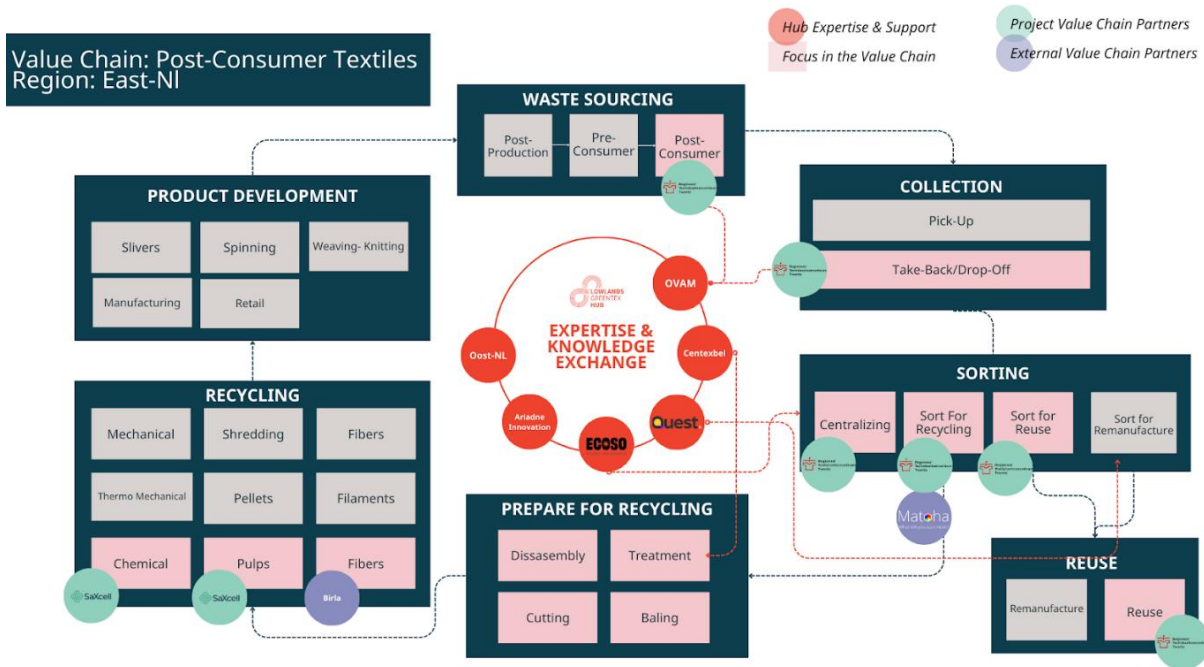 Value Chain: Post-Consumer Textiles
Region: East-Nl
Hub Expertise & Support
Focus in the Value Chain
Project Value Chain Partners
External Value Chain Partners
WASTE SOURCING
Post-
Production
Pre-
Consumer
Post-
Consumer
PRODUCT DEVELOPMENT
Slivers
Spinning
Weaving- Knitting
Manufacturing
Retail
COLLECTION
Pick-Up
Take-Back/Drop-Off
LOWLANDS
GREENTEX
HUB
EXPERTISE &
KNOWLEDGE
EXCHANGE
OVAM
Centexbel
Quest
ECOSO
Ariadne
Innovation
Oost-NL
RECYCLING
Mechanical
Shredding
Fibers
Thermo Mechanical
Pellets
Filaments
Chemical
Pulps
Fibers
SaXcell
SaXcell
Birla
SORTING
Centralizing
Sort For
Recycling
Sort for
Reuse
Sort for
Remanufacture
Matoha
PREPARE FOR RECYCLING
Dissasembly
Treatment
Cutting
Baling
REUSE
Remanufacture
Reuse